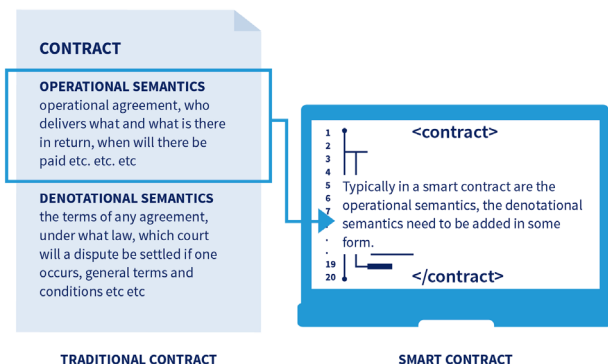 CONTRACT
OPERATIONAL SEMANTICS
operational agreement, who
delivers what and what is there
in return, when will there be
paid etc. etc. etc
DENOTATIONAL SEMANTICS
the terms of any agreement,
under what law, which court
will a dispute be settled if one
occurs, general terms and
conditions etc etc
TRADITIONAL CONTRACT
1
2
3
4
5
6
7
.
.
19
20
<contract>
Typically in a smart contract are the
operational semantics, the denotational
semantics need to be added in some
form.
</contract>
SMART CONTRACT